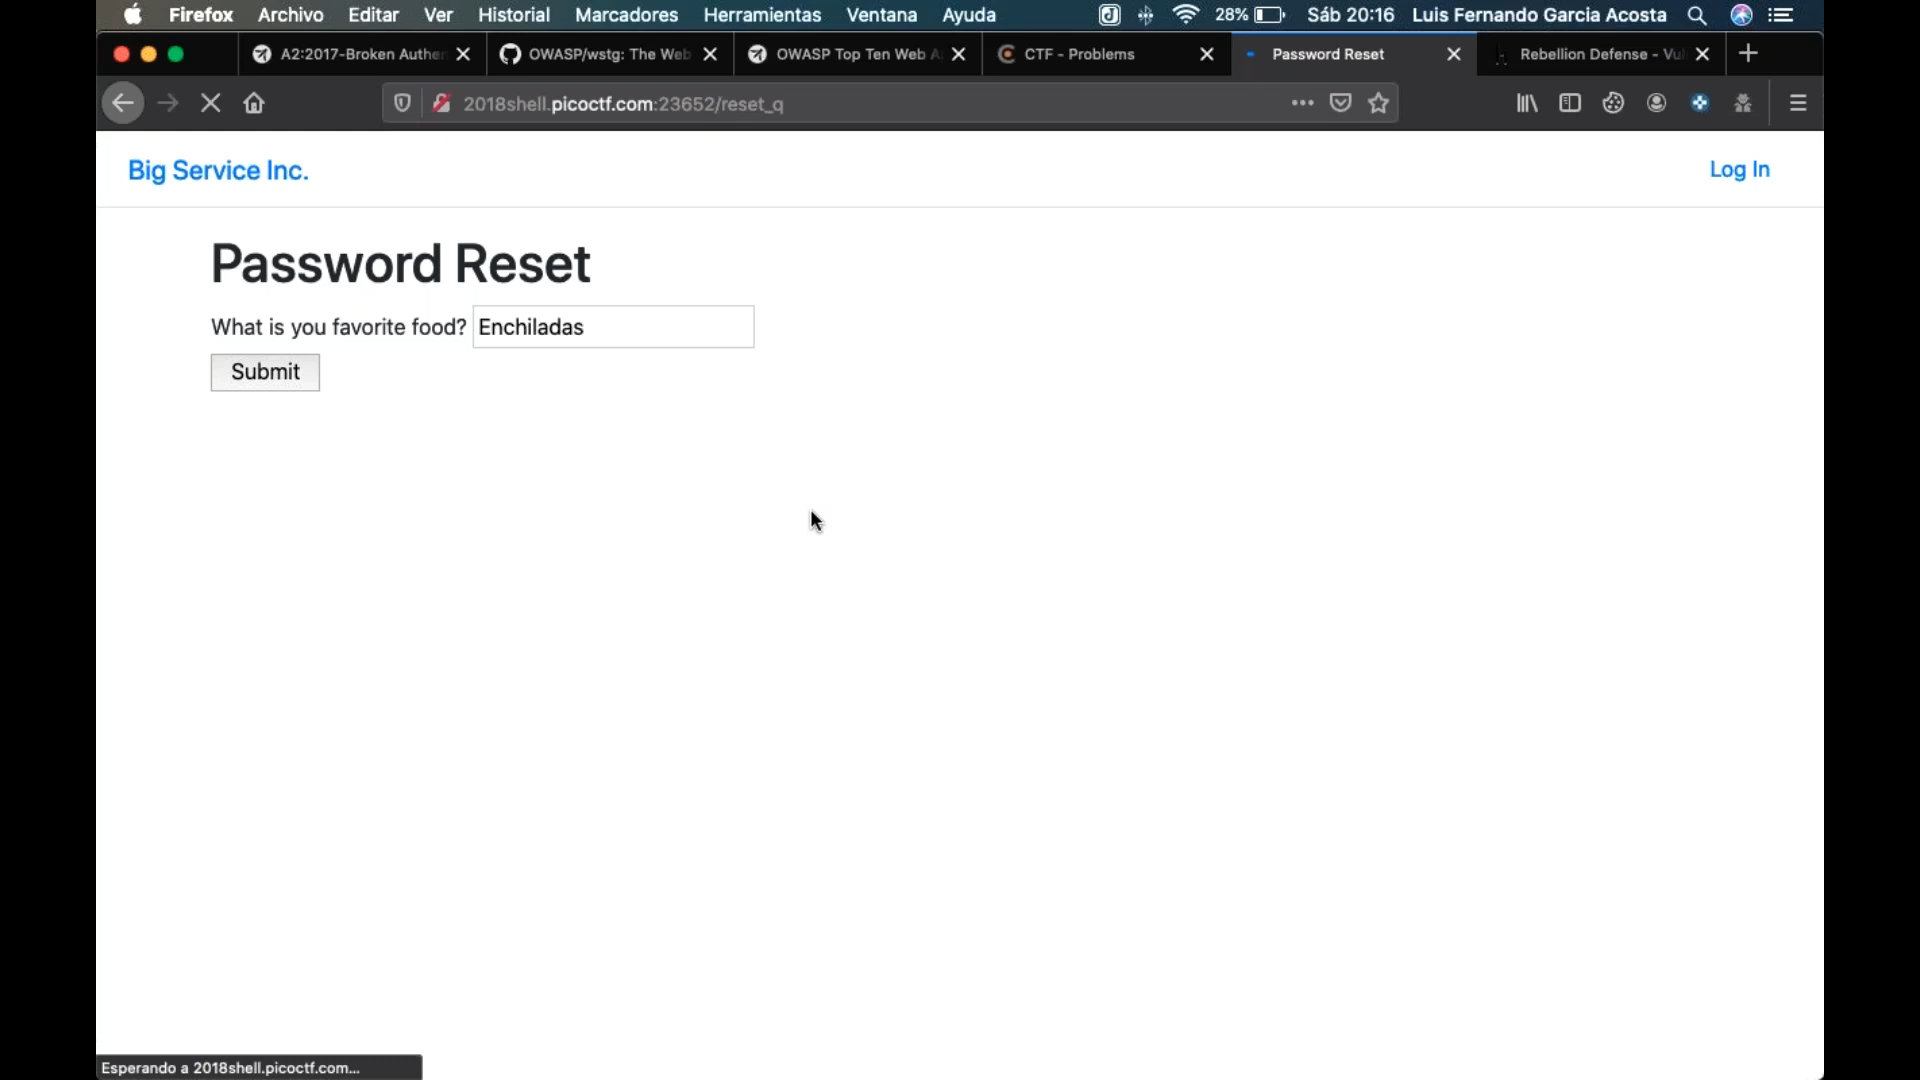 Firefox Archivo Editar Ver Historial Marcadores Herramientas Ventana Ayuda 28% Sáb 20:16 Luis Fernando Garcia Acosta
A2:2017-Broken Authen OWASP/wstg: The Web OWASP Top Ten Web A CTF - Problems Password Reset Rebellion Defense - Vul
2018shell.picoctf.com:23652/reset_q
Big Service Inc. Log In
Password Reset
What is you favorite food? Enchiladas
Submit
Esperando a 2018shell.picoctf.com...